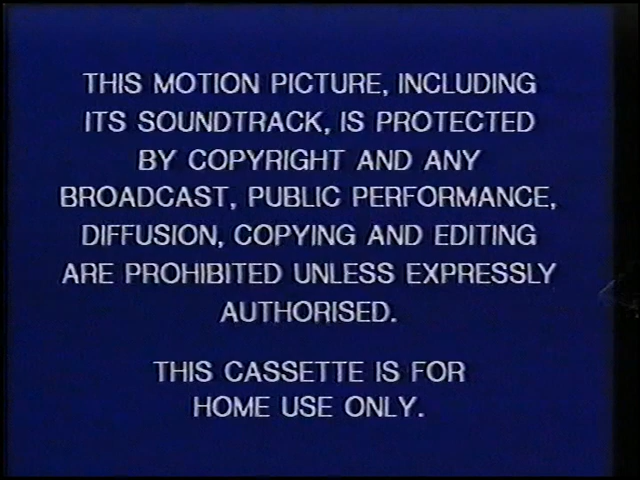 THIS MOTION PICTURE, INCLUDING
ITS SOUNDTRACK, IS PROTECTED
BY COPYRIGHT AND ANY
BROADCAST, PUBLIC PERFORMANCE,
DIFFUSION, COPYING AND EDITING
ARE PROHIBITED UNLESS EXPRESSLY
AUTHORISED.
THIS CASSETTE IS FOR
HOME USE ONLY.